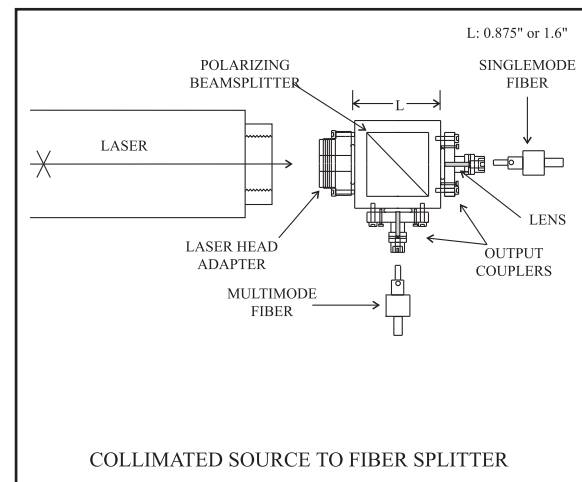 L: 0.875" or 1.6"
POLARIZING
BEAMSPLITTER
SINGLEMODE
FIBER
L
LASER
LENS
LASER HEAD
ADAPTER
OUTPUT
COUPLERS
MULTIMODE
FIBER
COLLIMATED SOURCE TO FIBER SPLITTER